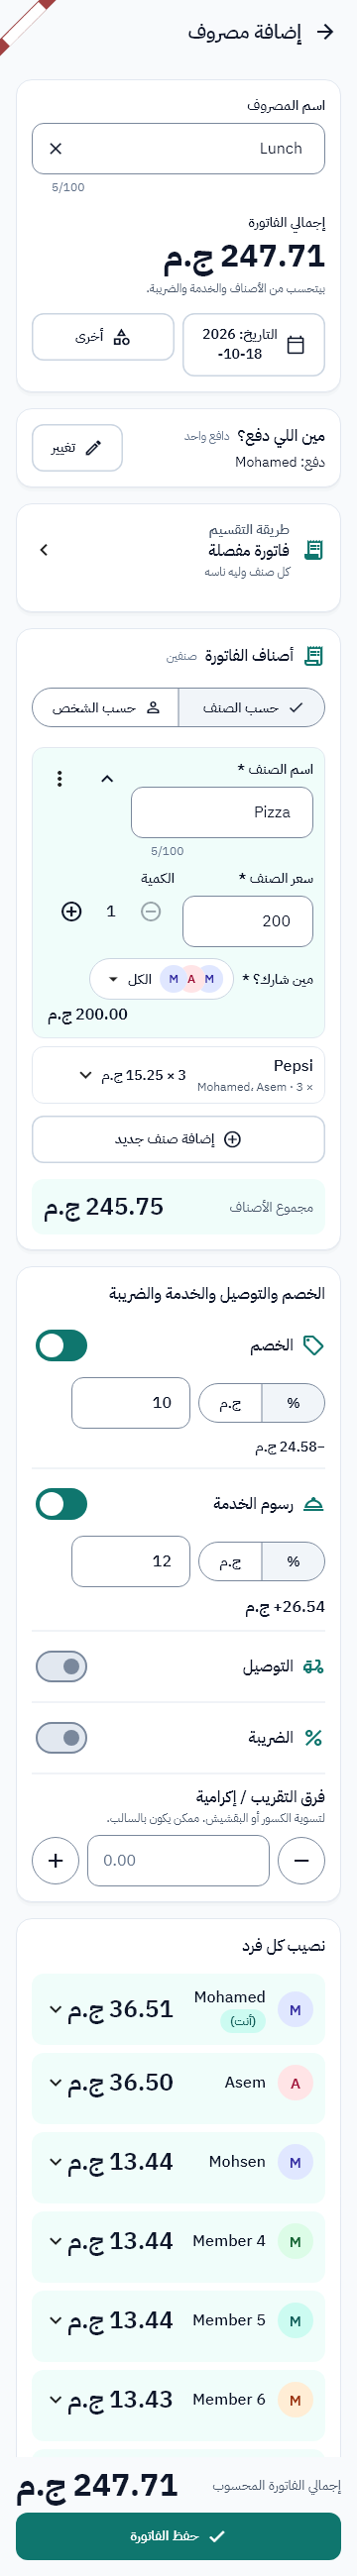 إضافة مصروف
اسم المصروف
Lunch
5/100
إجمالي الفاتورة
247.71 ج.م
بيتحسب من الأصناف والخدمة والضريبة.
التاريخ: 2026
-10-18
أخرى
مين اللي دفع؟ دافع واحد
دفع: Mohamed
تغيير
طريقة التقسيم
فاتورة مفصلة
كل صنف وليه ناسه
أصناف الفاتورة صنفين
حسب الصنف
حسب الشخص
اسم الصنف *
Pizza
5/100
سعر الصنف *
الكمية
200
1
مين شارك؟ *
M A M الكل
200.00 ج.م
Pepsi
3 × 15.25 ج.م
Mohamed, Asem · 3 ×
إضافة صنف جديد
مجموع الأصناف
245.75 ج.م
الخصم والتوصيل والخدمة والضريبة
الخصم
% ج.م
10
−24.58 ج.م
رسوم الخدمة
% ج.م
12
+26.54 ج.م
التوصيل
الضريبة
فرق التقريب / إكرامية
لتسوية الكسور أو البقشيش. ممكن يكون بالسالب.
0.00
نصيب كل فرد
M Mohamed
(أنت)
36.51 ج.م
A Asem
36.50 ج.م
M Mohsen
13.44 ج.م
M Member 4
13.44 ج.م
M Member 5
13.44 ج.م
M Member 6
13.43 ج.م
إجمالي الفاتورة المحسوب
247.71 ج.م
حفظ الفاتورة